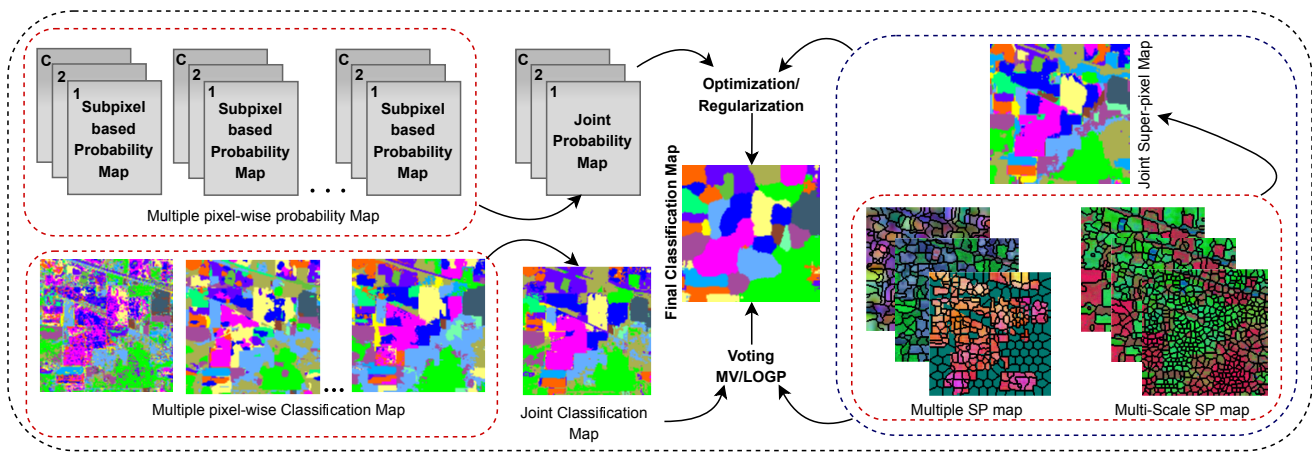 C
2
1
Subpixel
based
Probability
Map
C
2
1
Subpixel
based
Probability
Map
. . .
C
2
1
Subpixel
based
Probability
Map
Multiple pixel-wise probability Map
C
2
1
Joint
Probability
Map
Optimization/
Regularization
Joint Super-pixel Map
Final Classification Map
...
Multiple pixel-wise Classification Map
Joint Classification
Map
Voting
MV/LOGP
Multiple SP map
Multi-Scale SP map